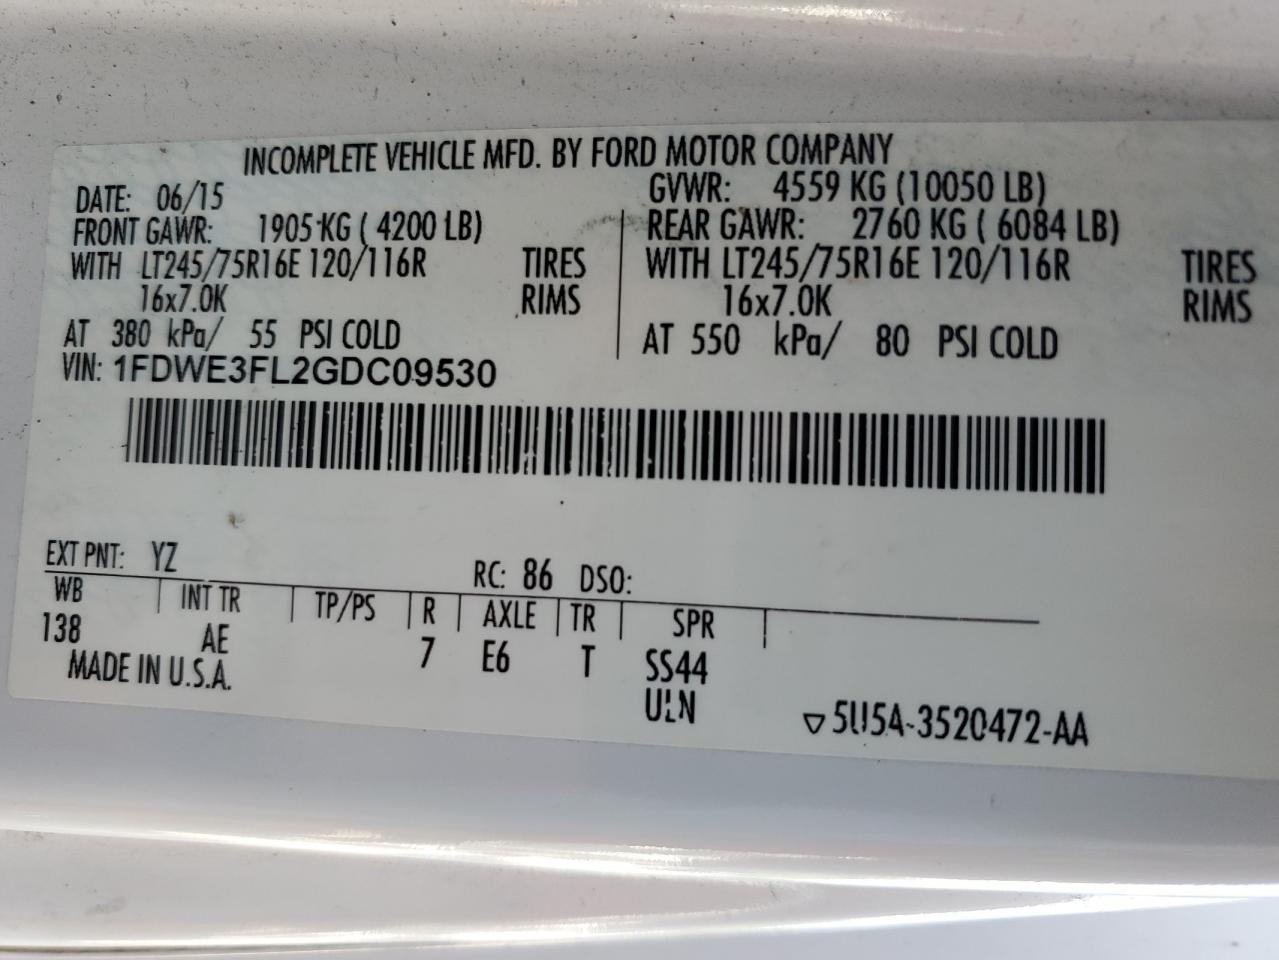 INCOMPLETE VEHICLE MFD. BY FORD MOTOR COMPANY
DATE: 06/15 GVWR: 4559 KG (10050 LB)
FRONT GAWR: 1905 KG ( 4200 LB) REAR GAWR: 2760 KG ( 6084 LB)
WITH LT245/75R16E 120/116R TIRES WITH LT245/75R16E 120/116R TIRES
16x7.0K RIMS 16x7.0K RIMS
AT 380 kPa/ 55 PSI COLD AT 550 kPa/ 80 PSI COLD
VIN: 1FDWE3FL2GDC09530
EXT PNT: YZ RC: 86 DSO:
WB INT TR TP/PS R AXLE TR SPR
138 AE 7 E6 T SS44
MADE IN U.S.A. ULN
▽5U5A-3520472-AA